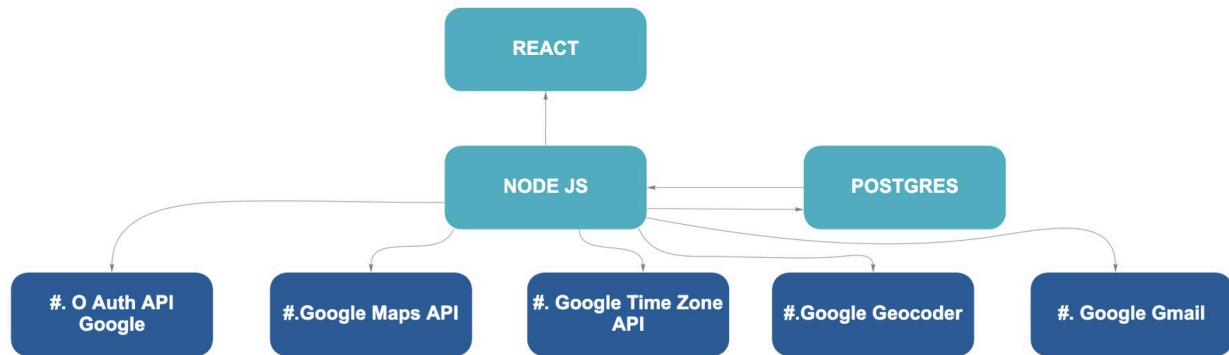 REACT
NODE JS
POSTGRES
#. O Auth API
Google
#.Google Maps API
#. Google Time Zone
API
#.Google Geocoder
#. Google Gmail